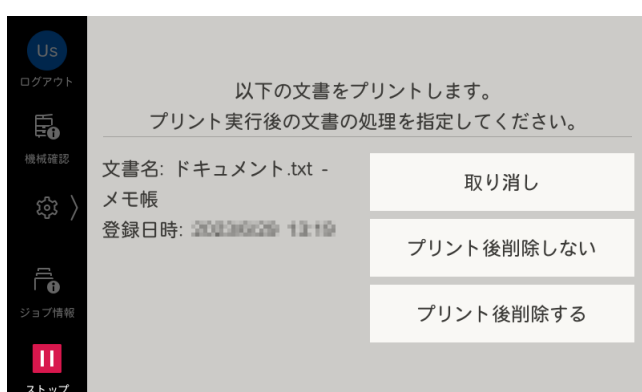 Us
ログアウト
機械確認
ジョブ情報
ストップ
以下の文書をプリントします。
プリント実行後の文書の処理を指定してください。
文書名: ドキュメント.txt -
メモ帳
登録日時:
取り消し
プリント後削除しない
プリント後削除する